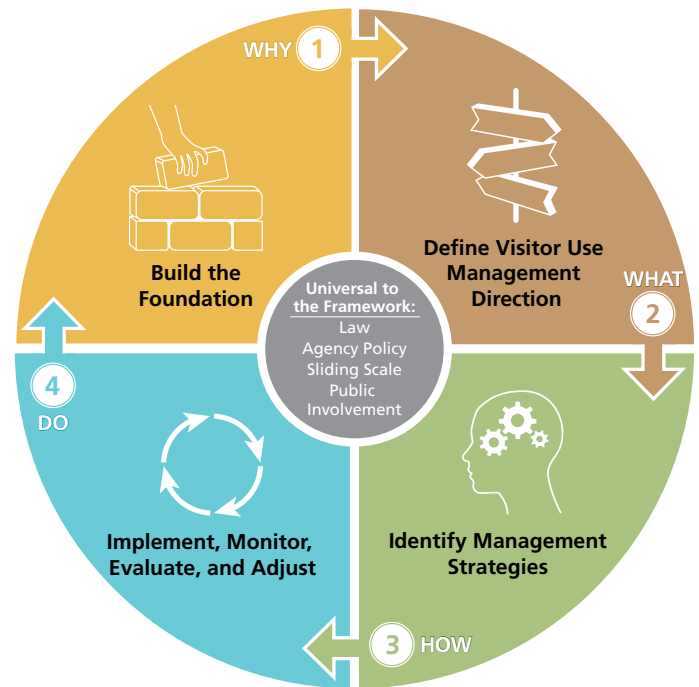 WHY 1
Build the
Foundation
Define Visitor Use
Management
Direction
WHAT
2
Identify Management
Strategies
3 HOW
Implement, Monitor,
Evaluate, and Adjust
4
DO
Universal to
the Framework:
Law
Agency Policy
Sliding Scale
Public
Involvement